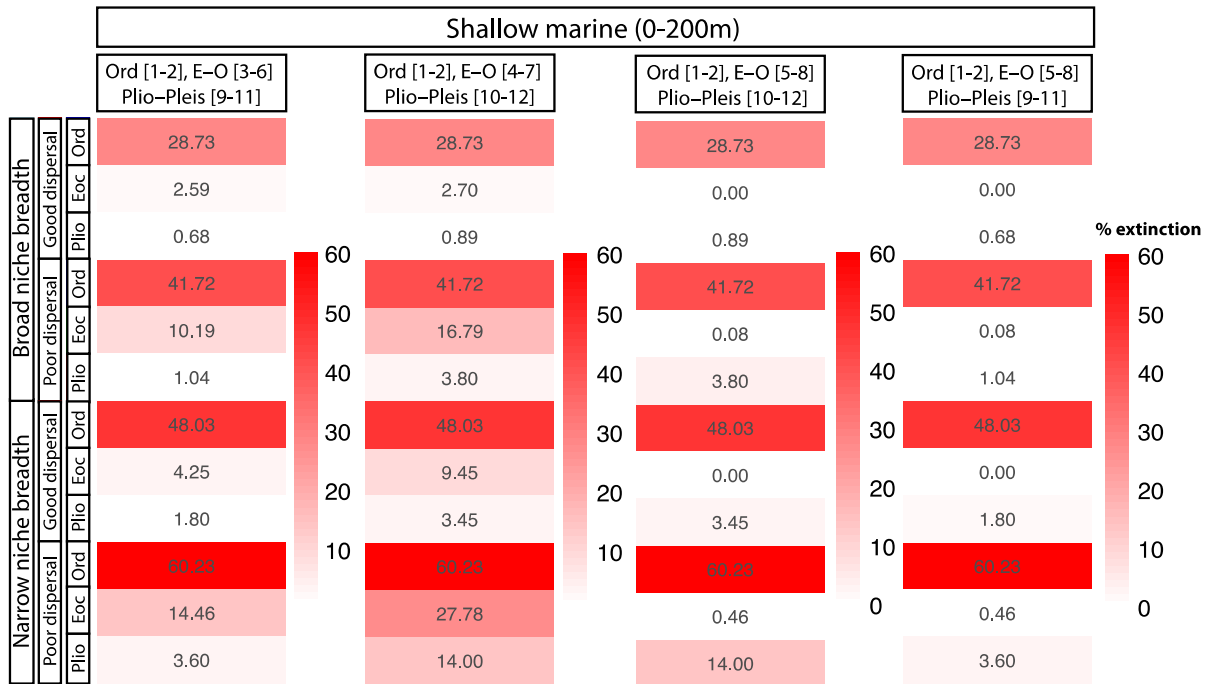 Shallow marine (0-200m)
Ord [1-2], E–O [3-6]
Plio–Pleis [9-11]
Ord [1-2], E–O [4-7]
Plio–Pleis [10-12]
Ord [1-2], E–O [5-8]
Plio–Pleis [10-12]
Ord [1-2], E–O [5-8]
Plio–Pleis [9-11]
Broad niche breadth
Narrow niche breadth
Good dispersal
Poor dispersal
Good dispersal
Poor dispersal
Ord
Eoc
Plio
Ord
Eoc
Plio
Ord
Eoc
Plio
Ord
Eoc
Plio
28.73
2.59
0.68
41.72
10.19
1.04
48.03
4.25
1.80
60.23
14.46
3.60
60
50
40
30
20
10
28.73
2.70
0.89
41.72
16.79
3.80
48.03
9.45
3.45
60.23
27.78
14.00
60
50
40
30
20
10
28.73
0.00
0.89
41.72
0.08
3.80
48.03
0.00
3.45
60.23
0.46
14.00
60
50
40
30
20
10
0
28.73
0.00
0.68
41.72
0.08
1.04
48.03
0.00
1.80
60.23
0.46
3.60
% extinction
60
50
40
30
20
10
0